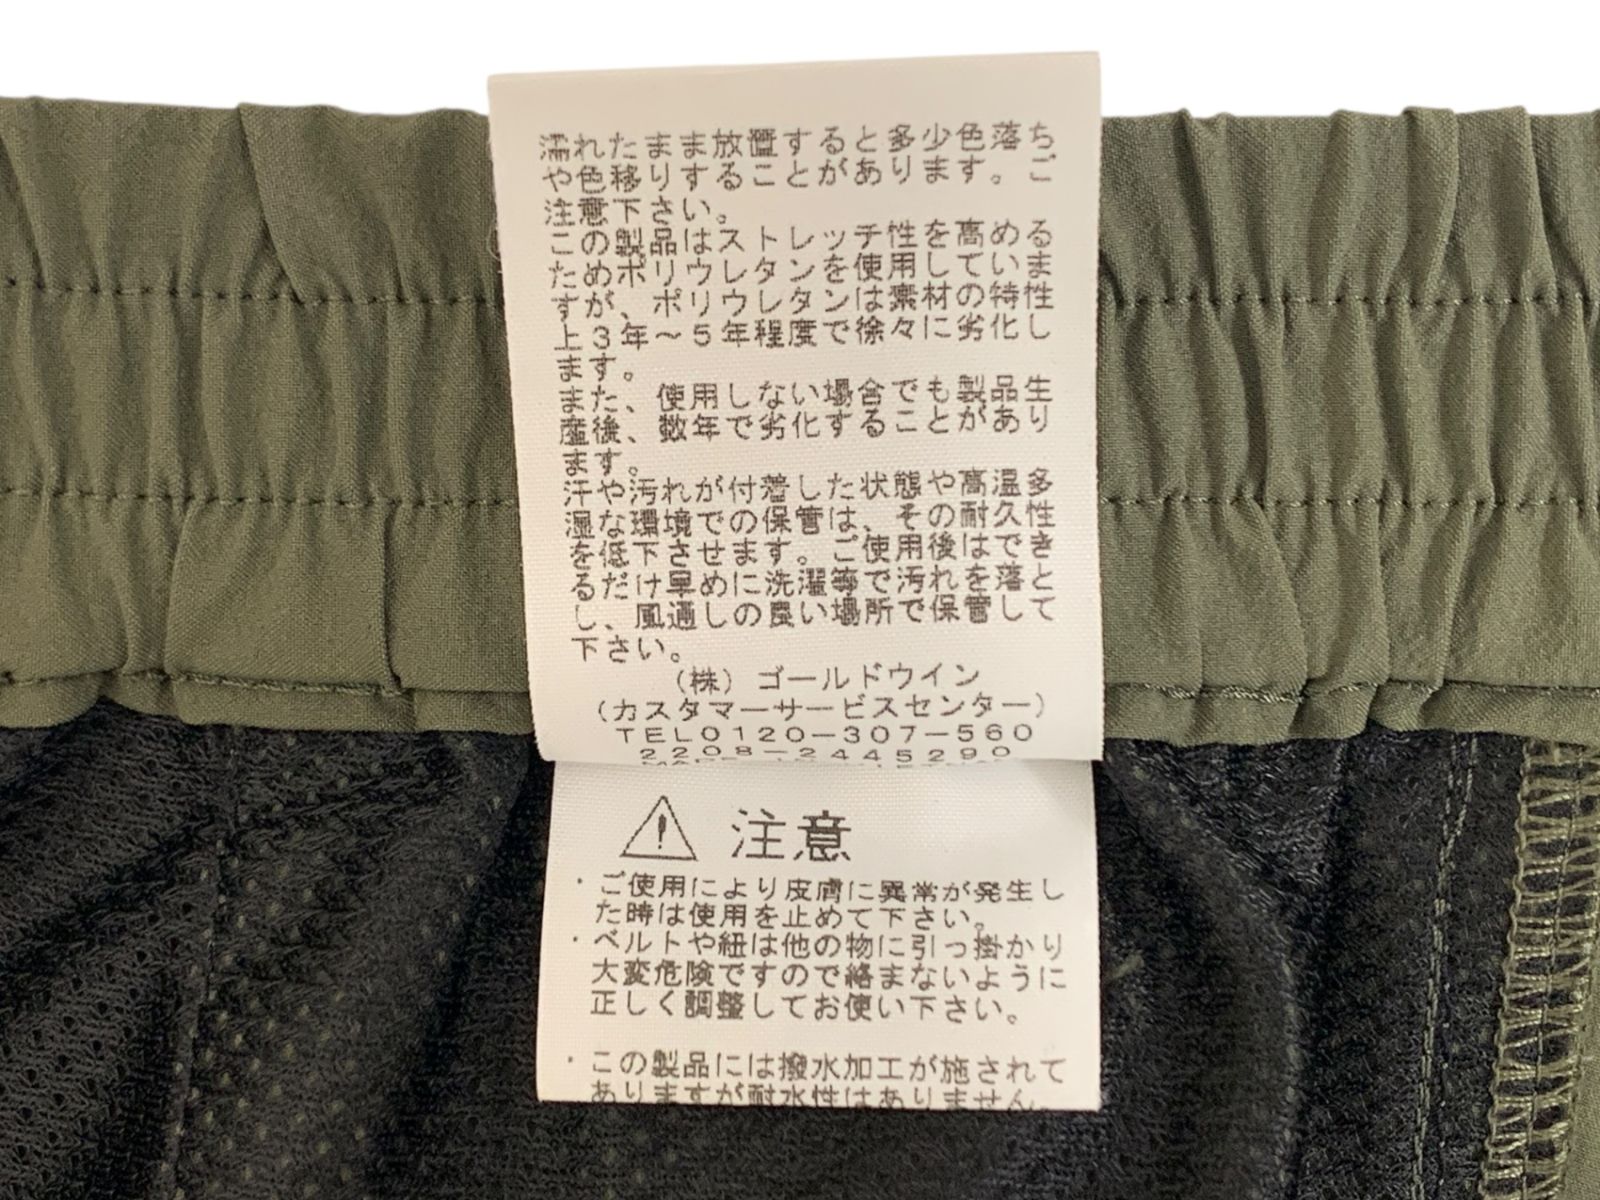 濡れたまま放置すると多少色落ち
や色移りすることがあります。ご
注意下さい。
この製品はストレッチ性を高める
ためポリウレタンを使用していま
すが、ポリウレタンは素材の特性
上3年～5年程度で徐々に劣化し
ます。
また、使用しない場合でも製品生
産後、数年で劣化することがあり
ます。
汗や汚れが付着した状態や高温多
湿な環境での保管は、その耐久性
を低下させます。ご使用後はでき
るだけ早めに洗濯等で汚れを落と
し、風通しの良い場所で保管して
下さい。
（株）ゴールドウイン
（カスタマーサービスセンター）
TEL0120－307－560
2208－2445290
注意
・ご使用により皮膚に異常が発生し
た時は使用を止めて下さい。
・ベルトや紐は他の物に引っ掛かり
大変危険ですので絡まないように
正しく調整してお使い下さい。
・この製品には撥水加工が施されて
ありますが耐水性はありません。